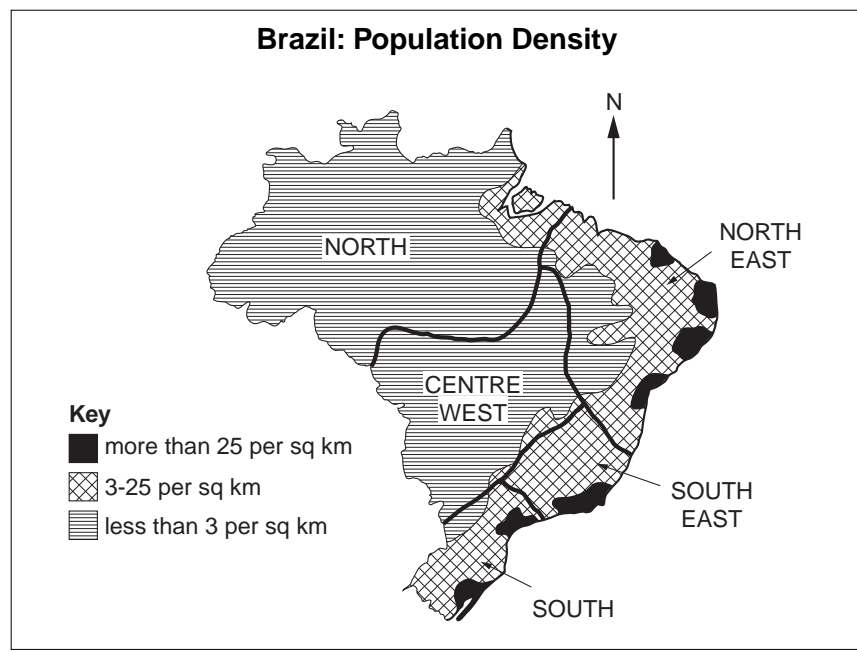 Brazil: Population Density
N
NORTH
NORTH
EAST
CENTRE
WEST
Key
more than 25 per sq km
3-25 per sq km
less than 3 per sq km
SOUTH
EAST
SOUTH